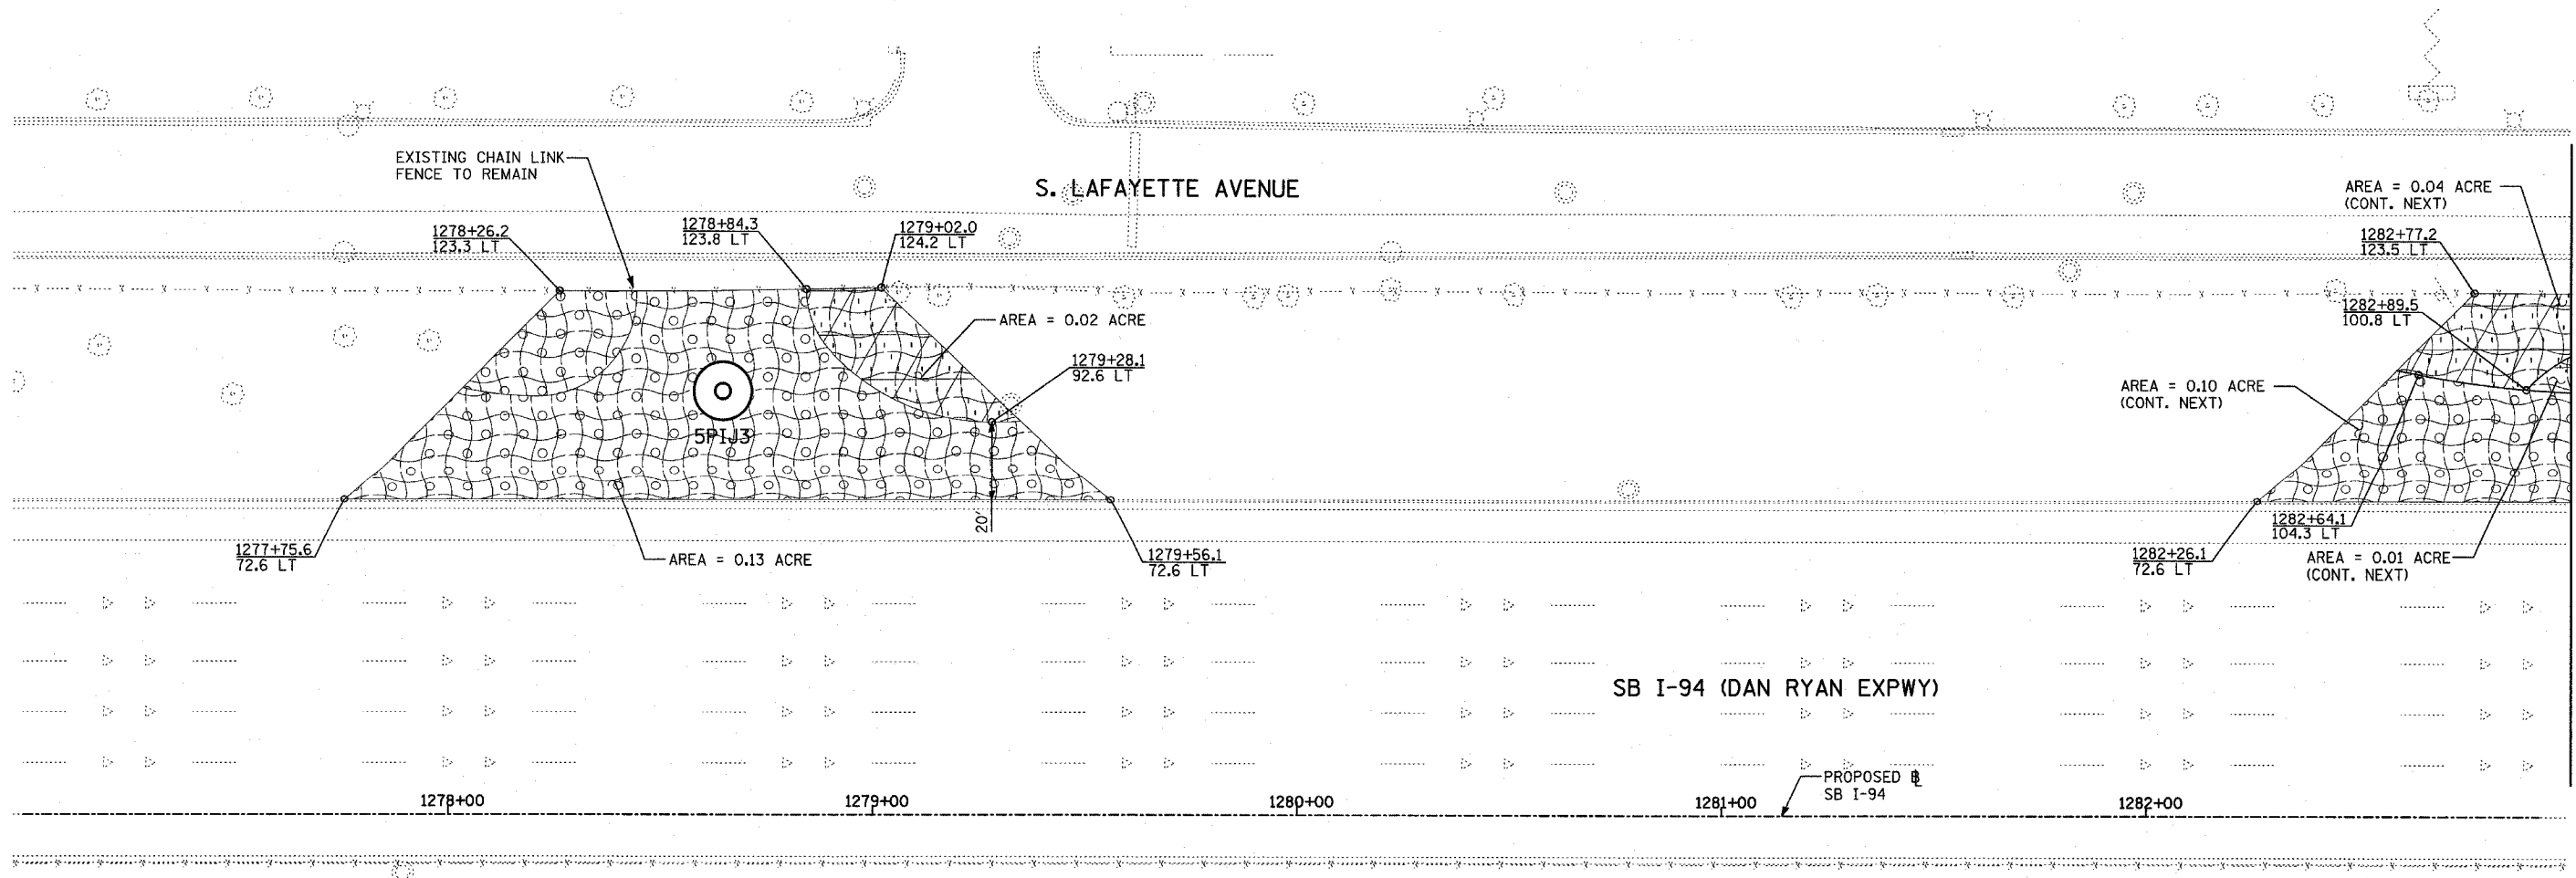 EXISTING CHAIN LINK
FENCE TO REMAIN
S. LAFAYETTE AVENUE
AREA = 0.04 ACRE
(CONT. NEXT)
1278+26.2
123.3 LT
1278+84.3
123.8 LT
1279+02.0
124.2 LT
1282+77.2
123.5 LT
AREA = 0.02 ACRE
1282+89.5
100.8 LT
1279+28.1
92.6 LT
AREA = 0.10 ACRE
(CONT. NEXT)
5PIJ3
20'
1277+75.6
72.6 LT
AREA = 0.13 ACRE
1279+56.1
72.6 LT
1282+26.1
72.6 LT
1282+64.1
104.3 LT
AREA = 0.01 ACRE
(CONT. NEXT)
SB I-94 (DAN RYAN EXPWY)
PROPOSED ⅊
SB I-94
1278+00
1279+00
1280+00
1281+00
1282+00